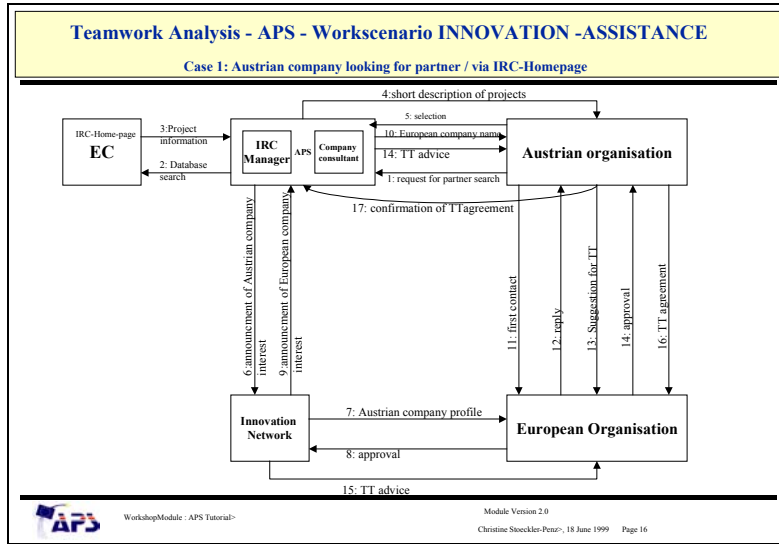 Teamwork Analysis - APS - Workscenario INNOVATION -ASSISTANCE
Case 1: Austrian company looking for partner / via IRC-Homepage
4:short description of projects
IRC-Home-page
EC
3:Project
information
2: Database
search
IRC
Manager
APS
Company
consultant
5: selection
10: European company name
14: TT advice
1: request for partner search
Austrian organisation
17: confirmation of TTagreement
6:announcment of Austrian company
interest
9:announcment of European company
interest
11: first contact
12: reply
13: Suggestion for TT
14: approval
16: TT agreement
Innovation
Network
7: Austrian company profile
8: approval
European Organisation
15: TT advice
APS
WorkshopModule : APS Tutorial>
Module Version 2.0
Christine Stoeckler-Penz>, 18 June 1999 Page 16